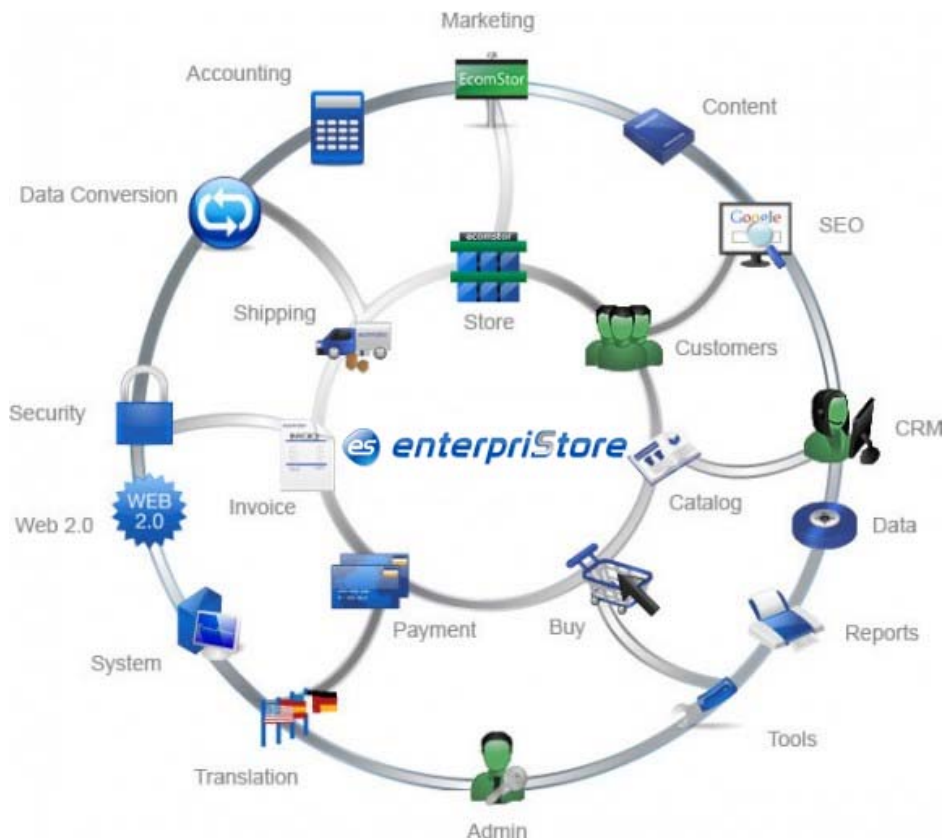 Marketing
EcomStor
Accounting
Content
Data Conversion
Google
SEO
ecomstor
Shipping
Store
Customers
Security
CRM
es enterpriStore
Invoice
Catalog
WEB
2.0
Web 2.0
Data
Payment
Buy
Reports
System
Tools
Translation
Admin